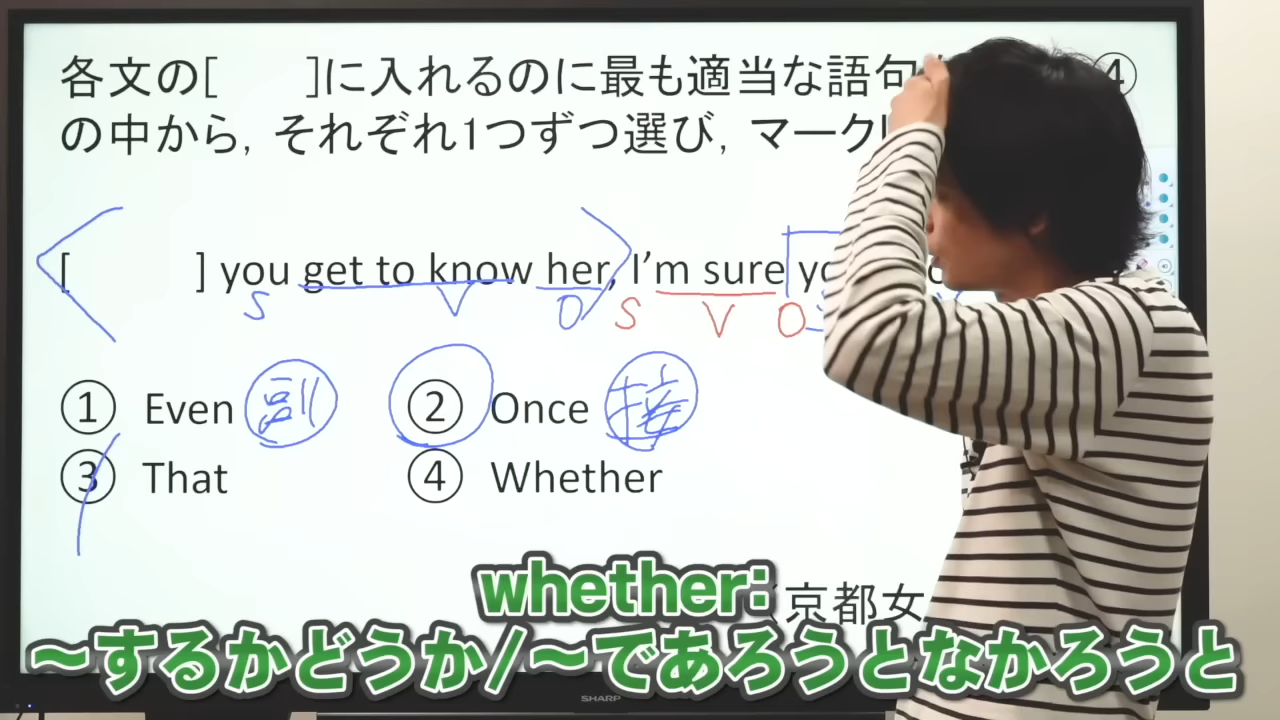 各文の[ ]に入れるのに最も適当な語句 ④
の中から, それぞれ1つずつ選び, マーク
[ ] you get to know her, I'm sure yo
S V O S V O
① Even 副 ② Once 接
③ That ④ Whether
京都女
whether:
～するかどうか/～であろうとなかろうと
SHARP